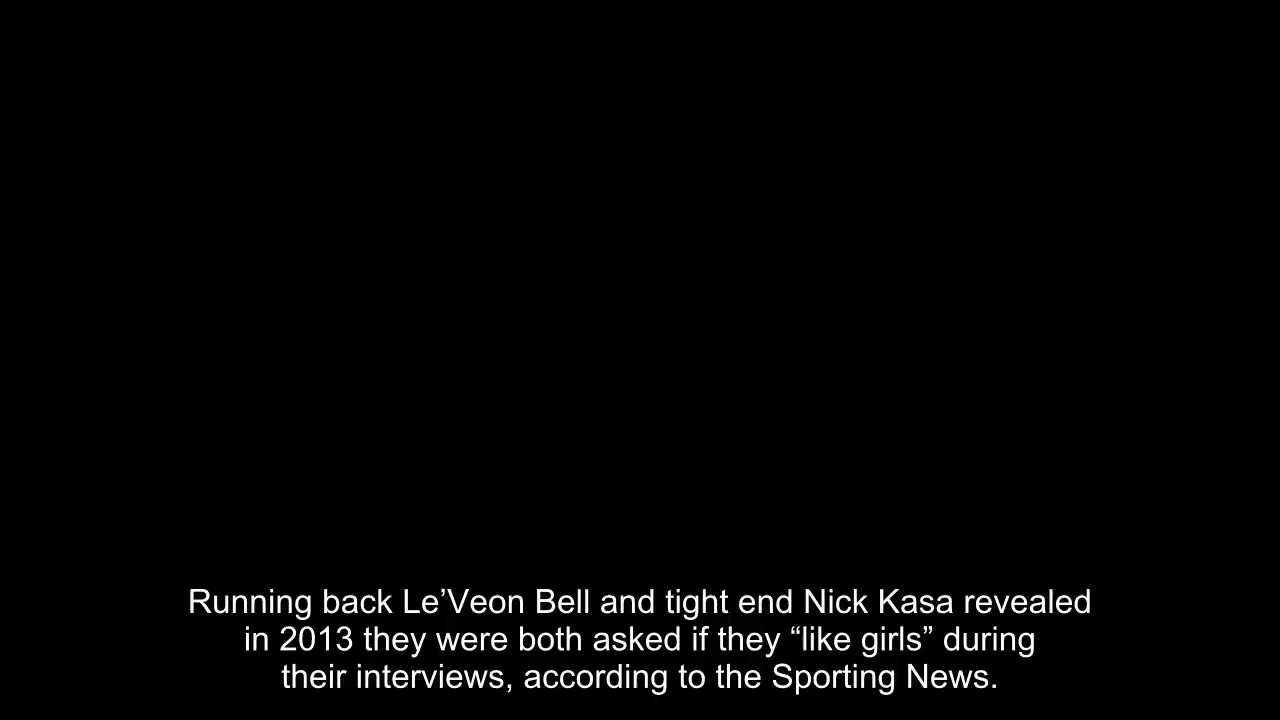 Running back Le’Veon Bell and tight end Nick Kasa revealed
in 2013 they were both asked if they “like girls” during
their interviews, according to the Sporting News.